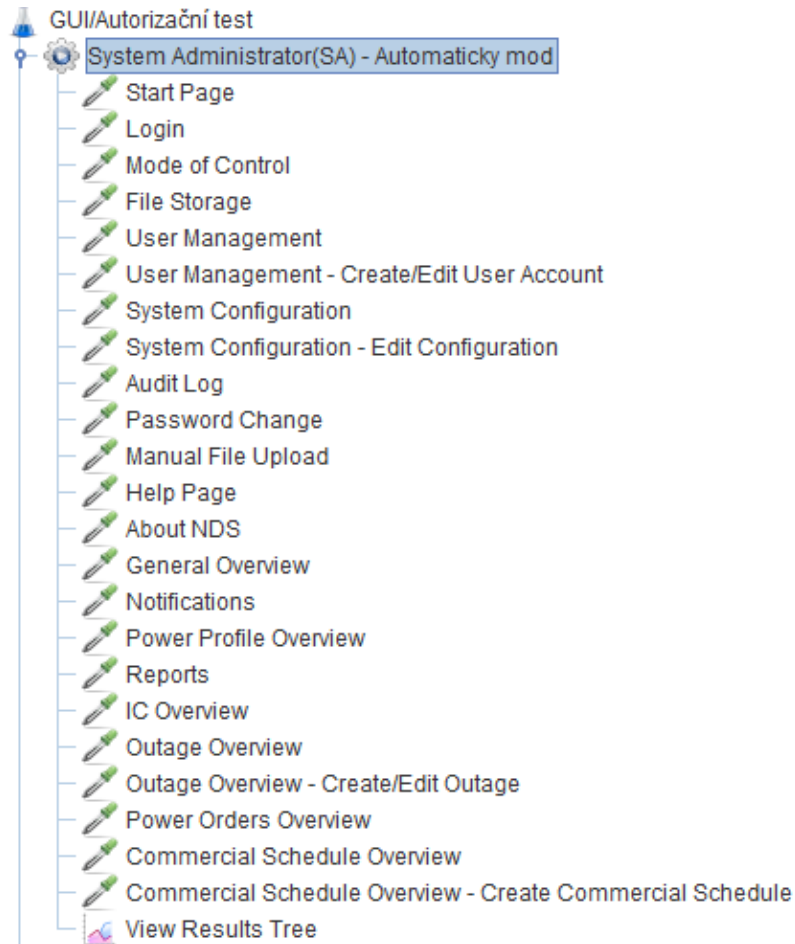 GUI/Autorizační test
System Administrator(SA) - Automaticky mod
Start Page
Login
Mode of Control
File Storage
User Management
User Management - Create/Edit User Account
System Configuration
System Configuration - Edit Configuration
Audit Log
Password Change
Manual File Upload
Help Page
About NDS
General Overview
Notifications
Power Profile Overview
Reports
IC Overview
Outage Overview
Outage Overview - Create/Edit Outage
Power Orders Overview
Commercial Schedule Overview
Commercial Schedule Overview - Create Commercial Schedule
View Results Tree